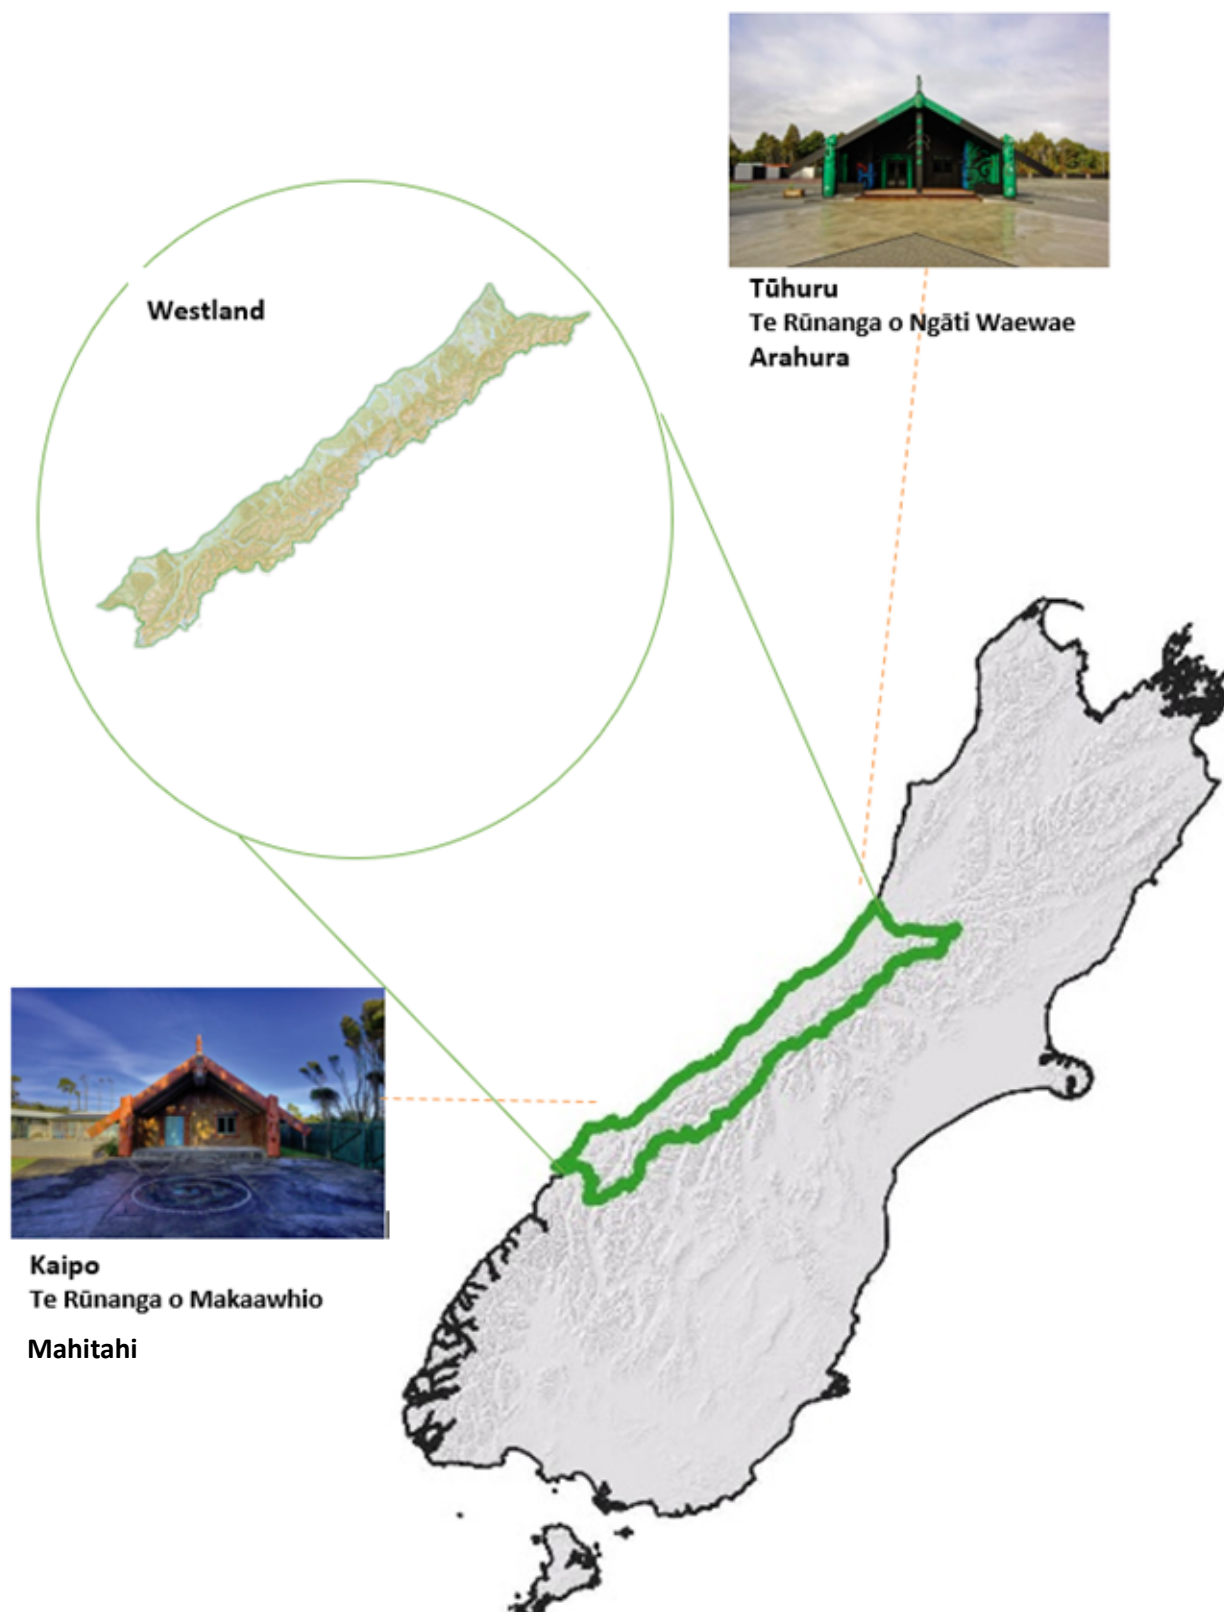 Tūhuru
Te Rūnanga o Ngāti Waewae
Arahura
Westland
Kaipo
Te Rūnanga o Makaawhio
Mahitahi